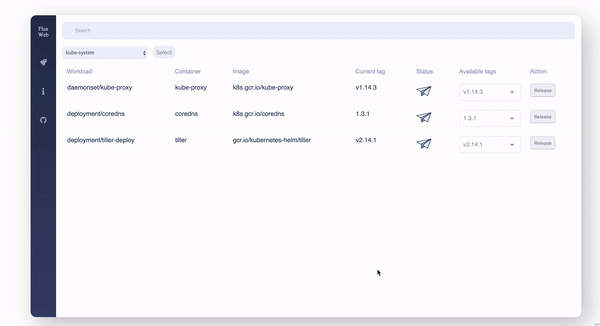 Flux
Web
Search
kube-system Select
Workload Container Image Current tag Status Available tags Action
daemonset/kube-proxy kube-proxy k8s.gcr.io/kube-proxy v1.14.3 v1.14.3 Release
deployment/coredns coredns k8s.gcr.io/coredns 1.3.1 1.3.1 Release
deployment/tiller-deploy tiller gcr.io/kubernetes-helm/tiller v2.14.1 v2.14.1 Release